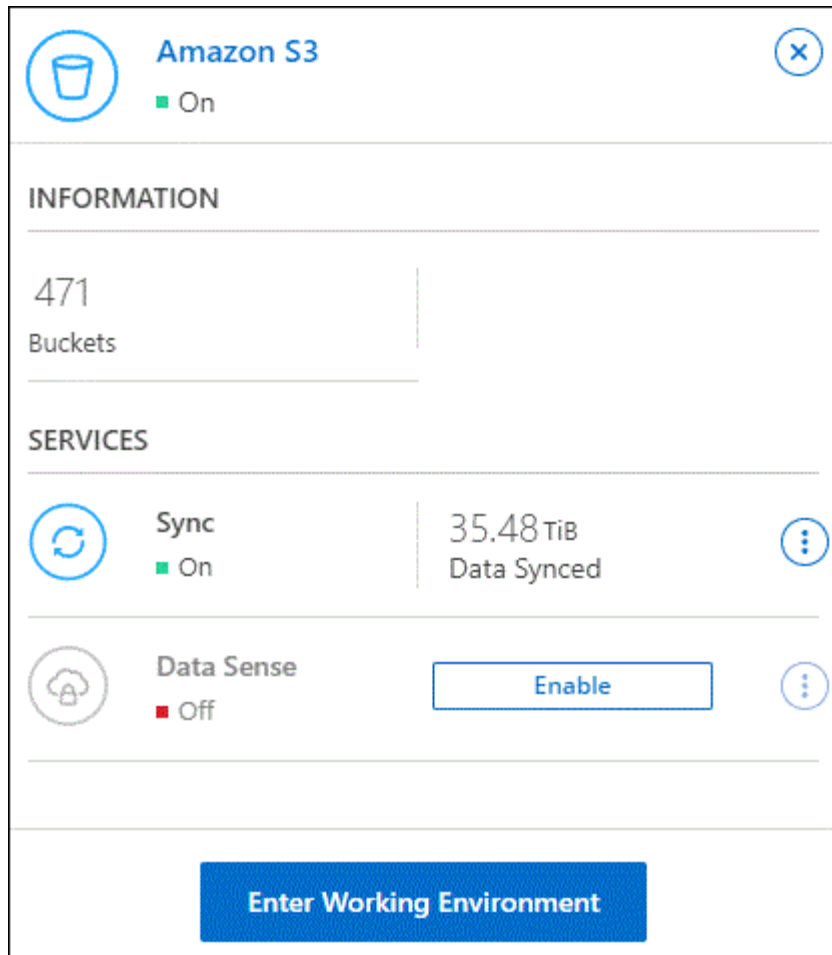 Amazon S3
On
INFORMATION
471
Buckets
SERVICES
Sync
On
35.48 TiB
Data Synced
Data Sense
Off
Enable
Enter Working Environment